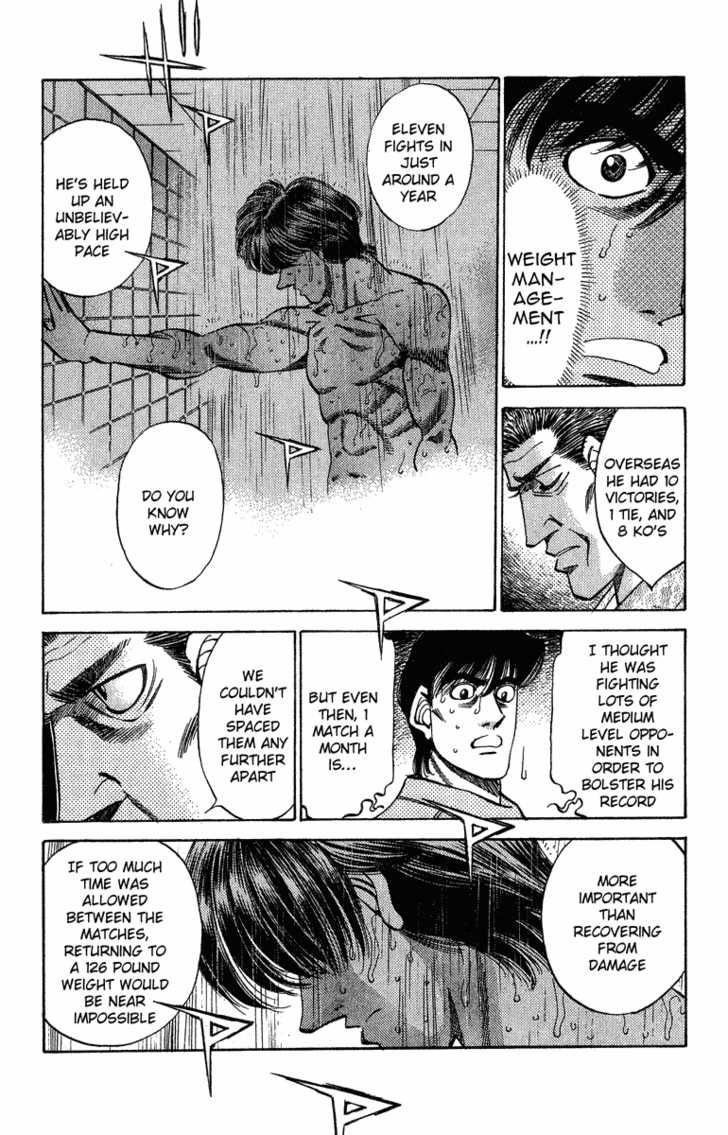 WEIGHT
MAN-
AGE-
MENT
...!!
ELEVEN
FIGHTS IN
JUST
AROUND A
YEAR
HE'S HELD
UP AN
UNBELIEV-
ABLY HIGH
PACE
DO YOU
KNOW
WHY?
OVERSEAS
HE HAD 10
VICTORIES,
1 TIE, AND
8 KO'S
I THOUGHT
HE WAS
FIGHTING
LOTS OF
MEDIUM
LEVEL OPPO-
NENTS IN
ORDER TO
BOLSTER HIS
RECORD
BUT EVEN
THEN, 1
MATCH A
MONTH
IS...
WE
COULDN'T
HAVE
SPACED
THEM ANY
FURTHER
APART
MORE
IMPORTANT
THAN
RECOVERING
FROM
DAMAGE
IF TOO MUCH
TIME WAS
ALLOWED
BETWEEN THE
MATCHES,
RETURNING TO
A 126 POUND
WEIGHT WOULD
BE NEAR
IMPOSSIBLE